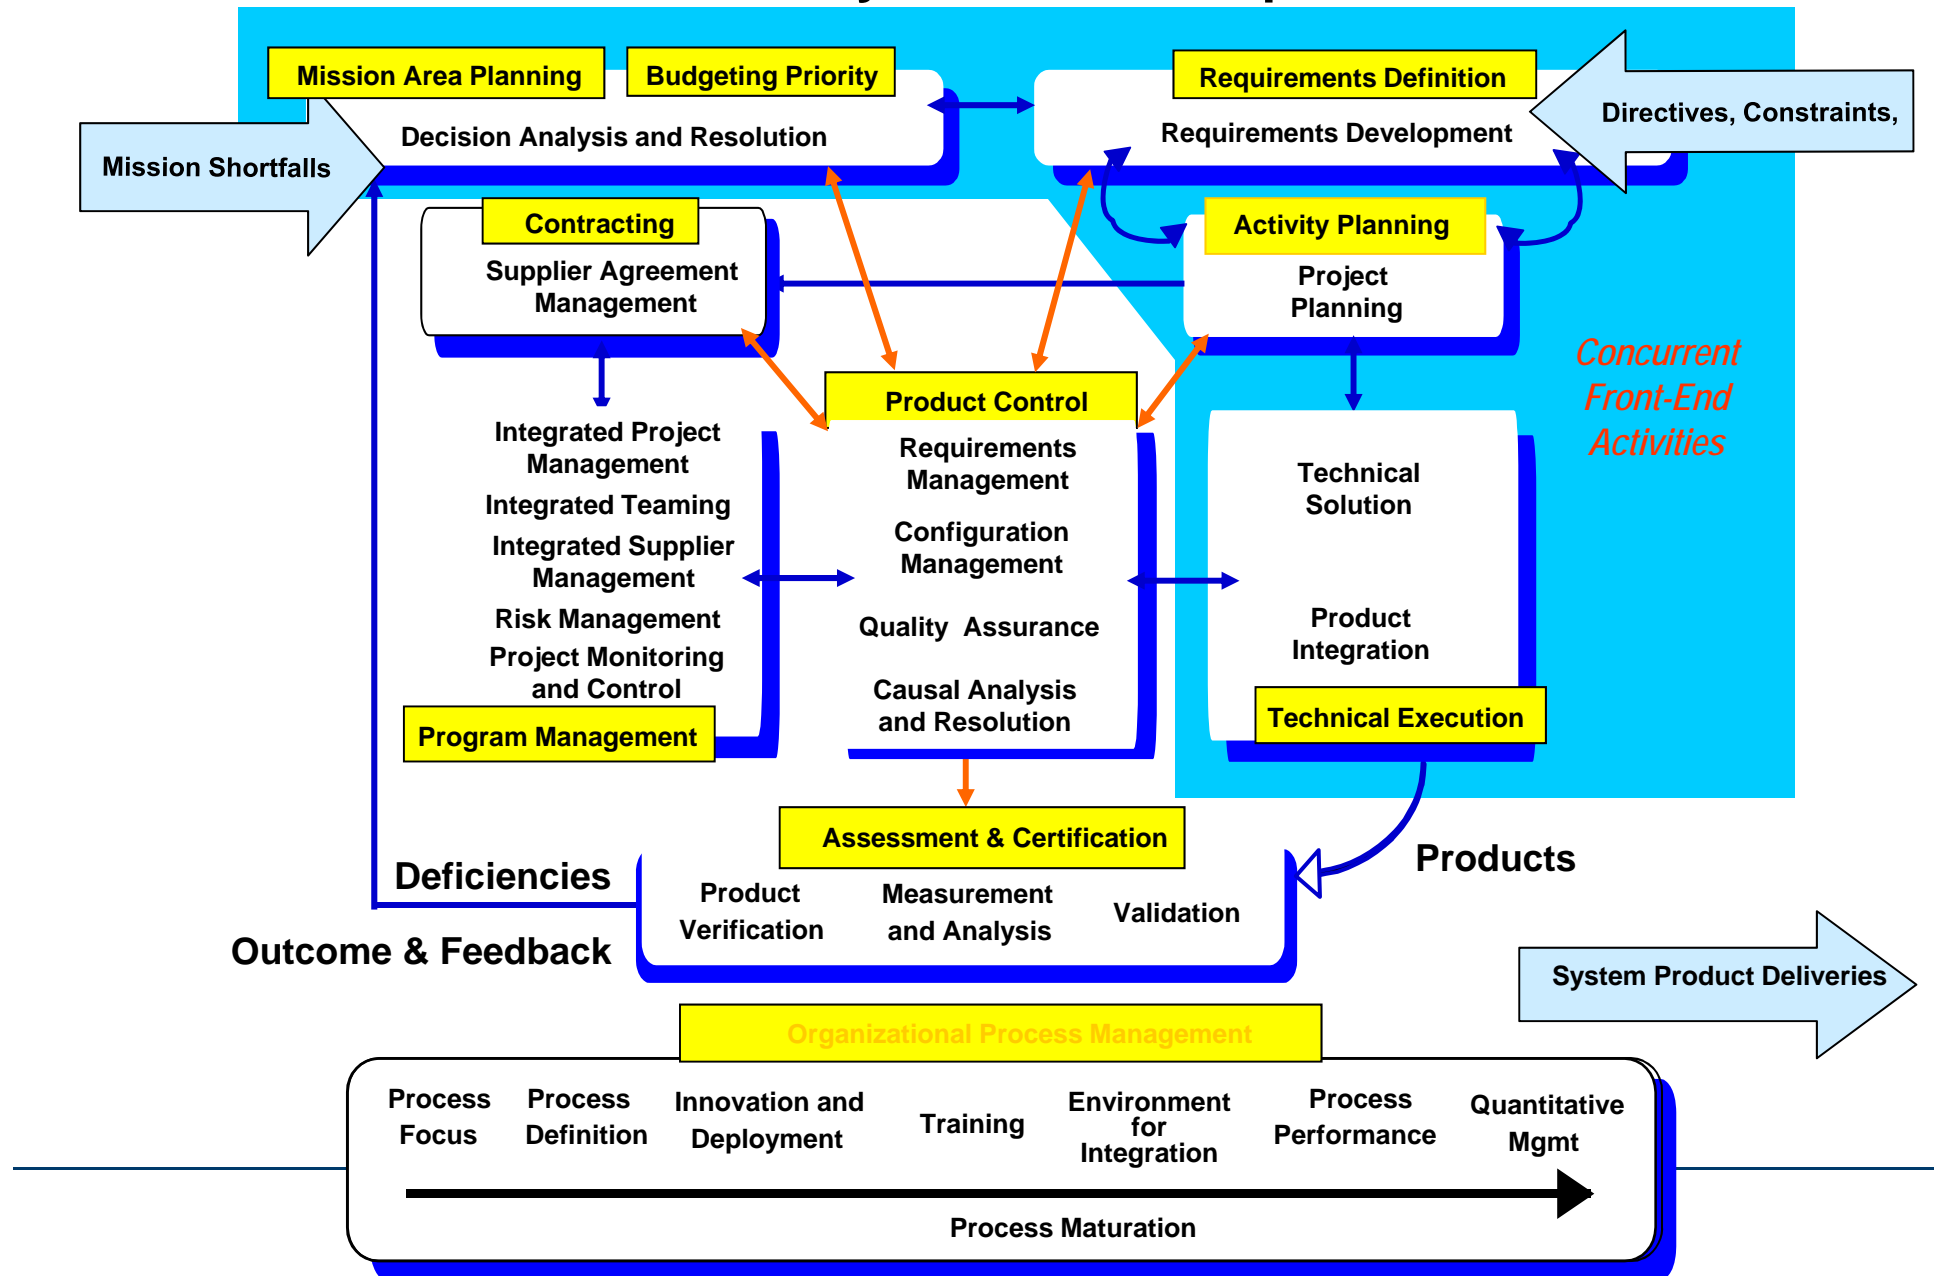 Mission Area Planning
Budgeting Priority
Requirements Definition
Directives, Constraints,
Decision Analysis and Resolution
Requirements Development
Mission Shortfalls
Contracting
Activity Planning
Supplier Agreement
Management
Project
Planning
Concurrent
Front-End
Activities
Product Control
Integrated Project
Management
Integrated Teaming
Integrated Supplier
Management
Risk Management
Project Monitoring
and Control
Program Management
Requirements
Management
Configuration
Management
Quality Assurance
Causal Analysis
and Resolution
Technical
Solution
Product
Integration
Technical Execution
Assessment & Certification
Products
Deficiencies
Product
Verification
Measurement
and Analysis
Validation
Outcome & Feedback
System Product Deliveries
Organizational Process Management
Process
Focus
Process
Definition
Innovation and
Deployment
Training
Environment
for
Integration
Process
Performance
Quantitative
Mgmt
Process Maturation